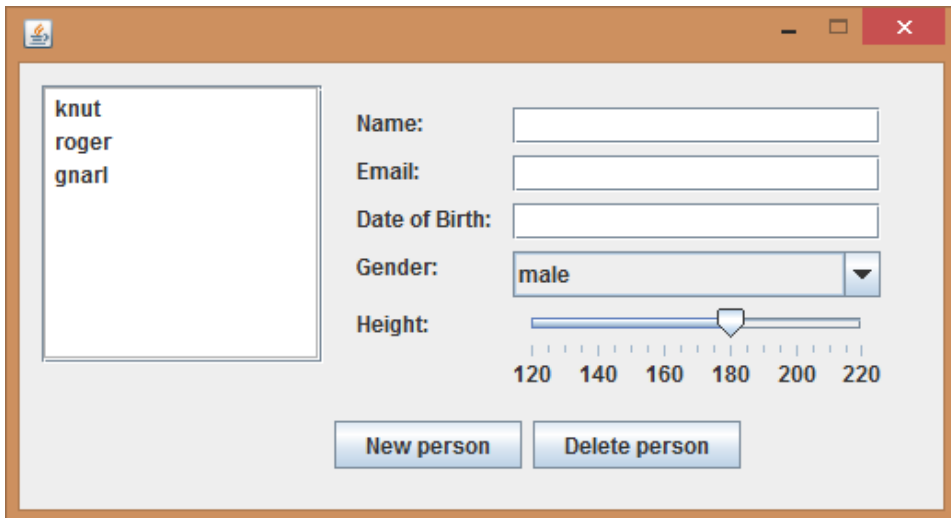 knut
roger
gnarl
Name:
Email:
Date of Birth:
Gender:
male
Height:
120 140 160 180 200 220
New person
Delete person